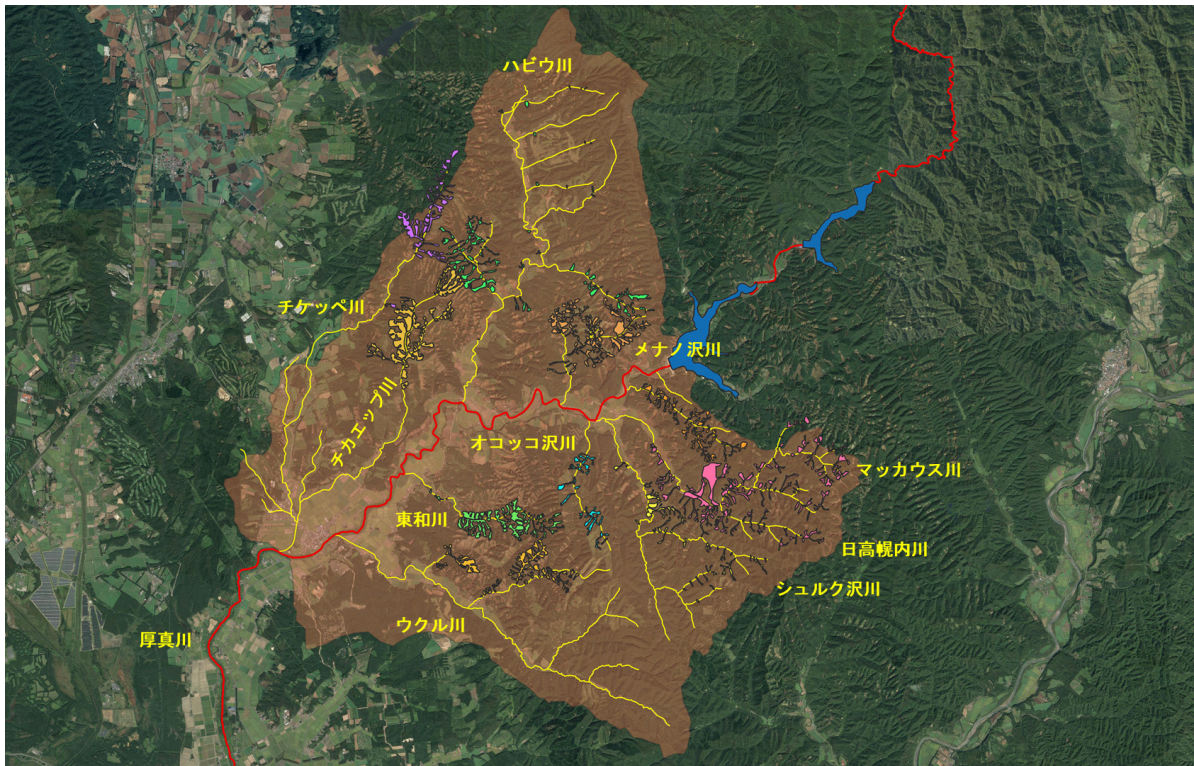 ハビウ川
チケッペ川
メナノ沢川
チカエップ川
オコッコ沢川
マッカウス川
東和川
日高幌内川
シュルク沢川
ウクル川
厚真川